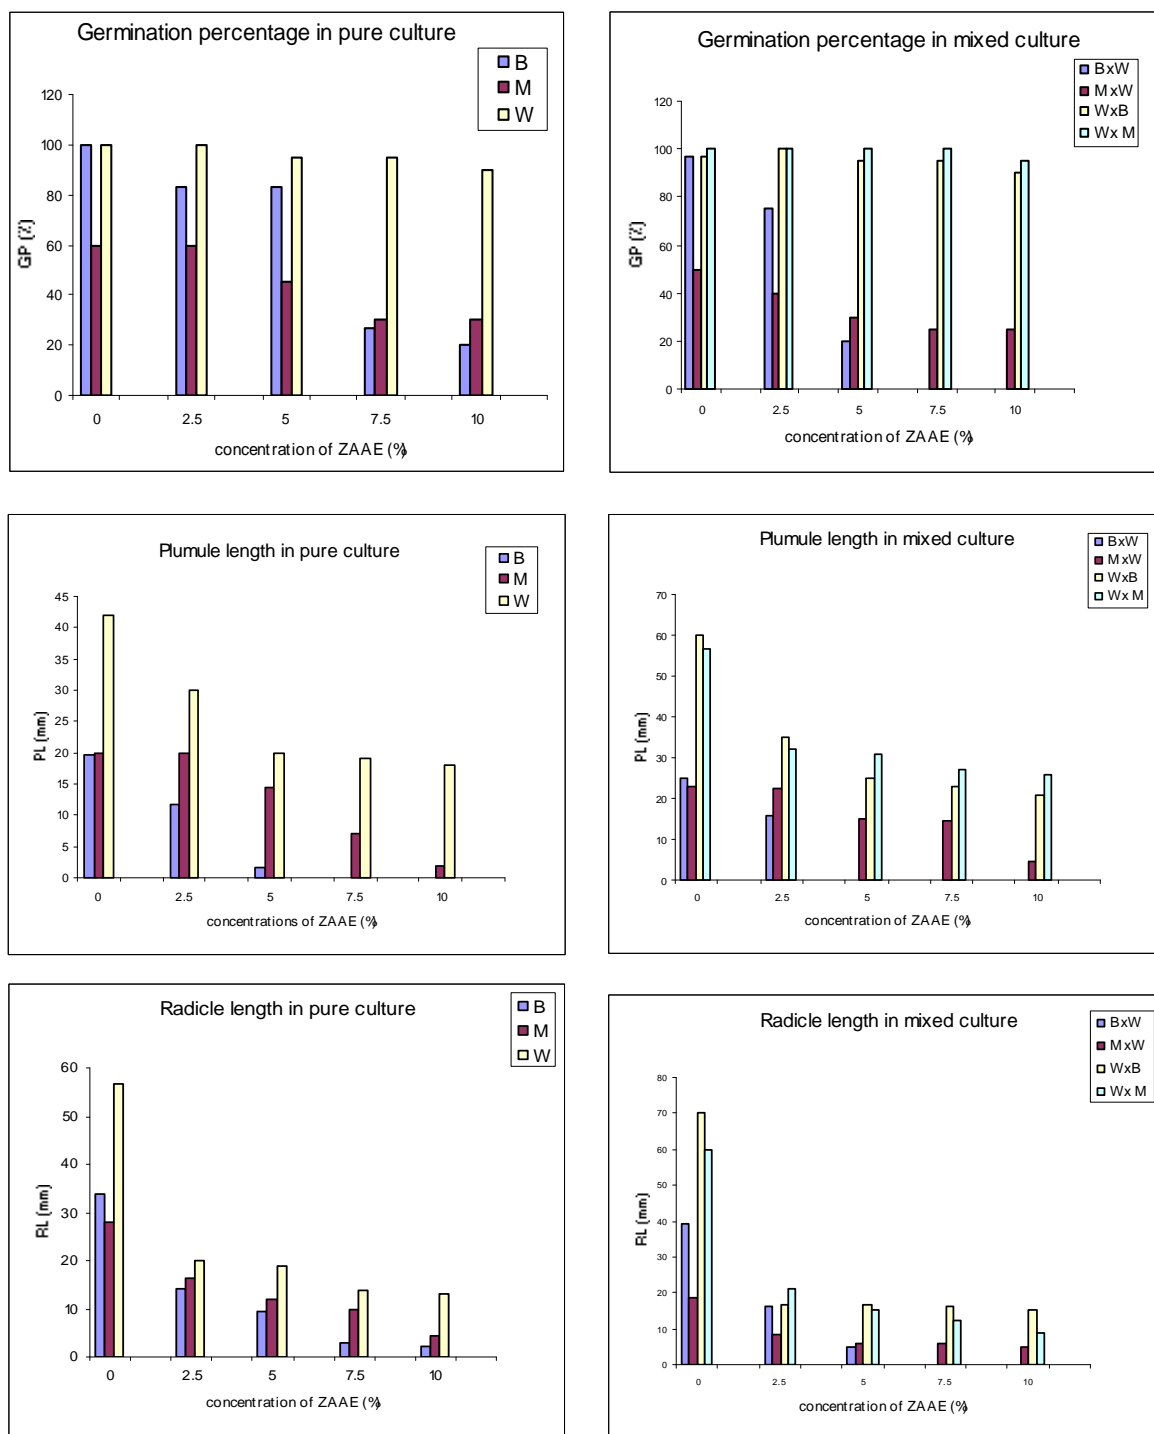 Germination percentage in pure culture
B
M
W
120
100
80
60
40
20
0
GP (%)
0 2.5 5 7.5 10
concentration of ZAAE (%)
Germination percentage in mixed culture
BxW
MxW
WxB
Wx M
120
100
80
60
40
20
0
GP (%)
0 2.5 5 7.5 10
concentration of ZAAE (%)
Plumule length in pure culture
B
M
W
45
40
35
30
25
20
15
10
5
0
PL (mm)
0 2.5 5 7.5 10
concentrations of ZAAE (%)
Plumule length in mixed culture
BxW
MxW
WxB
Wx M
70
60
50
40
30
20
10
0
PL (mm)
0 2.5 5 7.5 10
concentration of ZAAE (%)
Radicle length in pure culture
B
M
W
60
50
40
30
20
10
0
RL (mm)
0 2.5 5 7.5 10
concentration of ZAAE (%)
Radicle length in mixed culture
BxW
MxW
WxB
Wx M
80
70
60
50
40
30
20
10
0
RL (mm)
0 2.5 5 7.5 10
concentration of ZAAE (%)